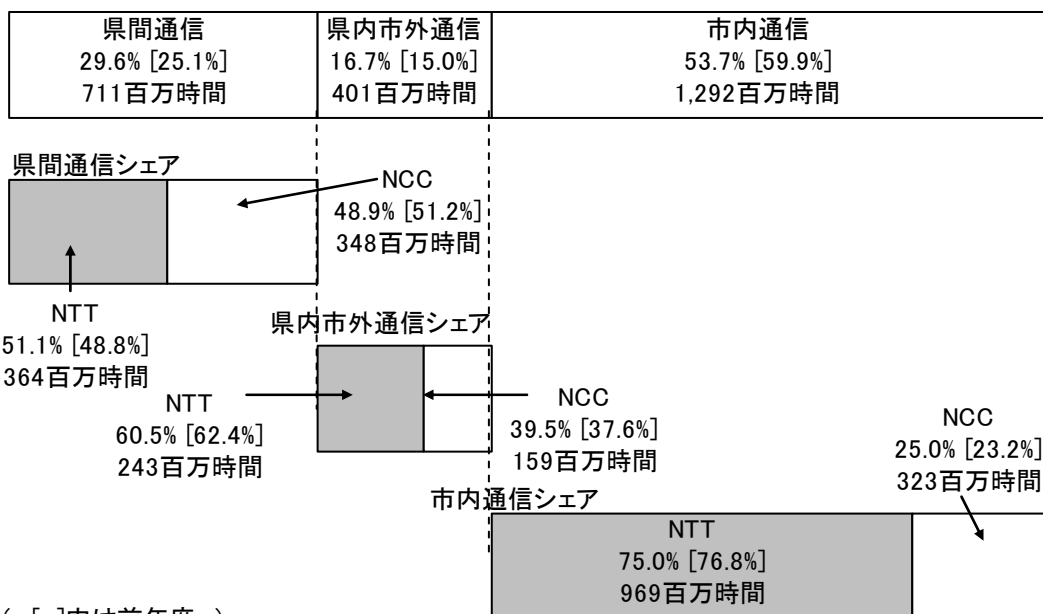 県間通信
29.6% [25.1%]
711百万時間
県内市外通信
16.7% [15.0%]
401百万時間
市内通信
53.7% [59.9%]
1,292百万時間
県間通信シェア
NCC
48.9% [51.2%]
348百万時間
NTT
51.1% [48.8%]
364百万時間
県内市外通信シェア
NTT
60.5% [62.4%]
243百万時間
NCC
39.5% [37.6%]
159百万時間
NCC
25.0% [23.2%]
323百万時間
市内通信シェア
NTT
75.0% [76.8%]
969百万時間
( [ ]内は前年度 )